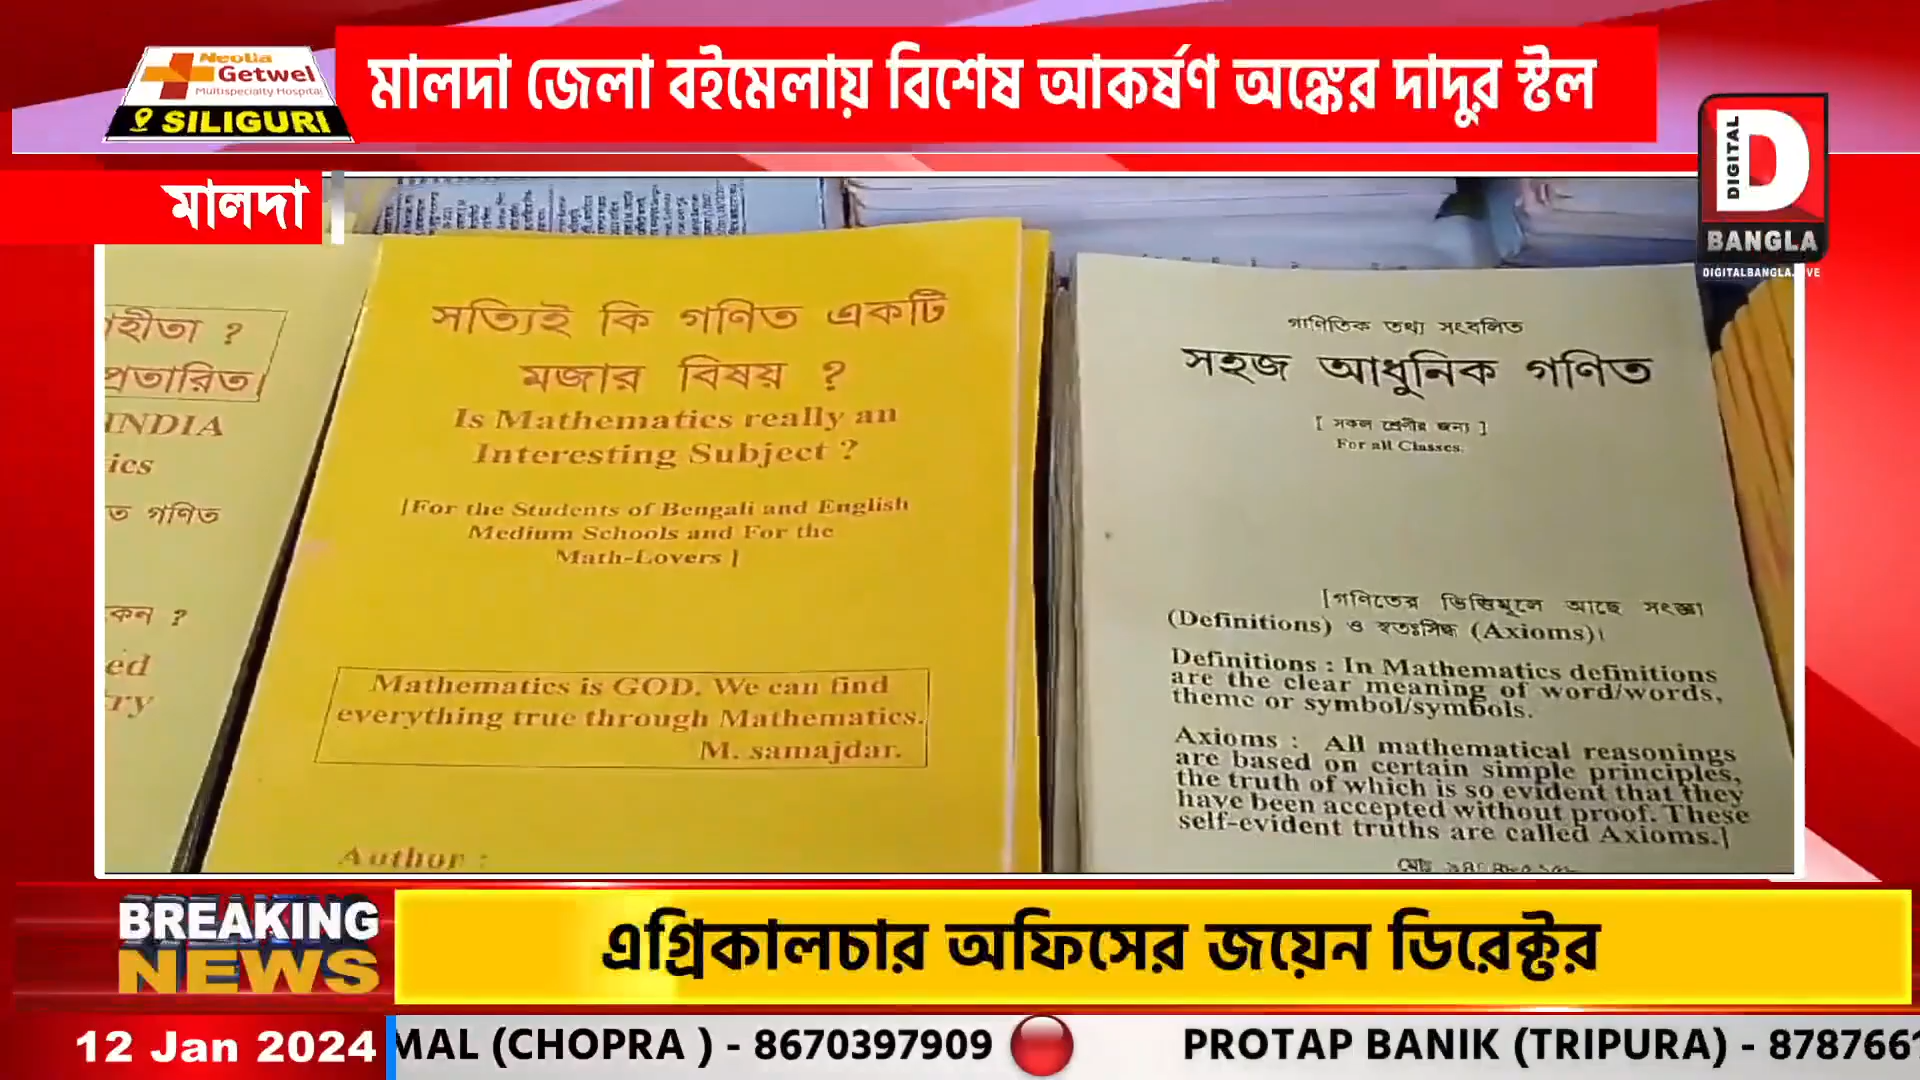 Neotia
Getwel
Multispecialty Hospital
SILIGURI
মালদা জেলা বইমেলায় বিশেষ আকর্ষণ অঙ্কের দাদুর স্টল
DIGITAL
D
BANGLA
মালদা
হীতা ?
প্রতারিত।
INDIA
ics
ত গণিত
কেন ?
ed
ry
সত্যিই কি গণিত একটি
মজার বিষয় ?
Is Mathematics really an
Interesting Subject ?
[For the Students of Bengali and English
Medium Schools and For the
Math-Lovers ]
Mathematics is GOD. We can find
everything true through Mathematics.
M. samajdar.
Author :
গাণিতিক তথ্য সংবলিত
সহজ আধুনিক গণিত
[ সকল শ্রেণীর জন্য ]
For all Classes.
[গণিতের ভিত্তিমূলে আছে সংজ্ঞা
(Definitions) ও স্বতঃসিদ্ধ (Axioms)।
Definitions : In Mathematics definitions
are the clear meaning of word/words,
theme or symbol/symbols.
Axioms : All mathematical reasonings
are based on certain simple principles,
the truth of which is so evident that they
have been accepted without proof. These
self-evident truths are called Axioms.]
BREAKING
NEWS
এগ্রিকালচার অফিসের জয়েন ডিরেক্টর
12 Jan 2024
MAL (CHOPRA ) - 8670397909
PROTAP BANIK (TRIPURA) - 878766